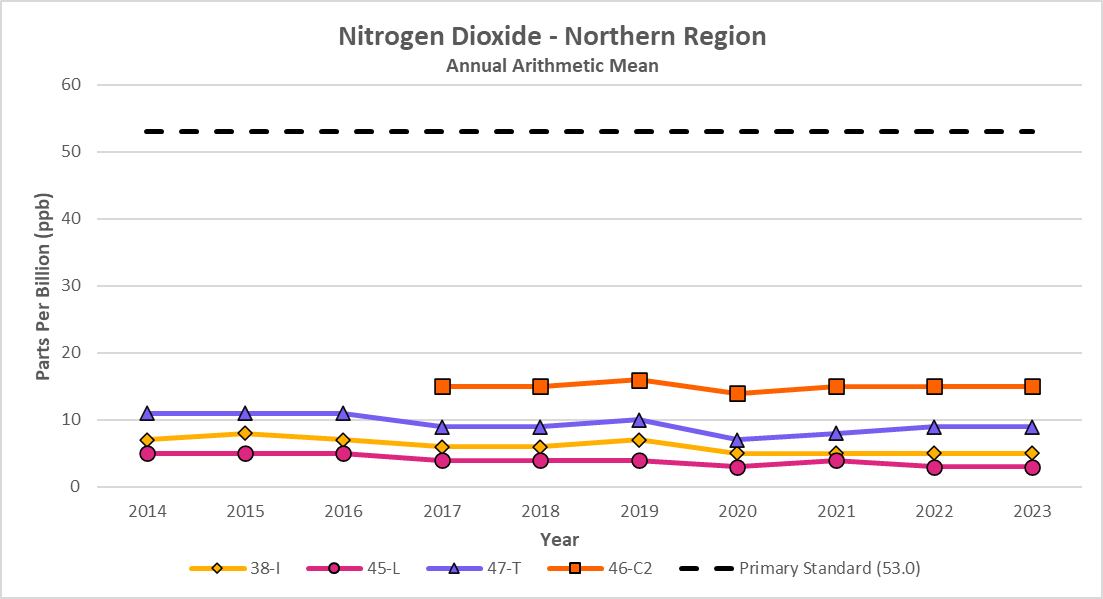 Nitrogen Dioxide - Northern Region
Annual Arithmetic Mean
Parts Per Billion (ppb)
60
50
40
30
20
10
0
2014 2015 2016 2017 2018 2019 2020 2021 2022 2023
Year
38-I 45-L 47-T 46-C2 Primary Standard (53.0)